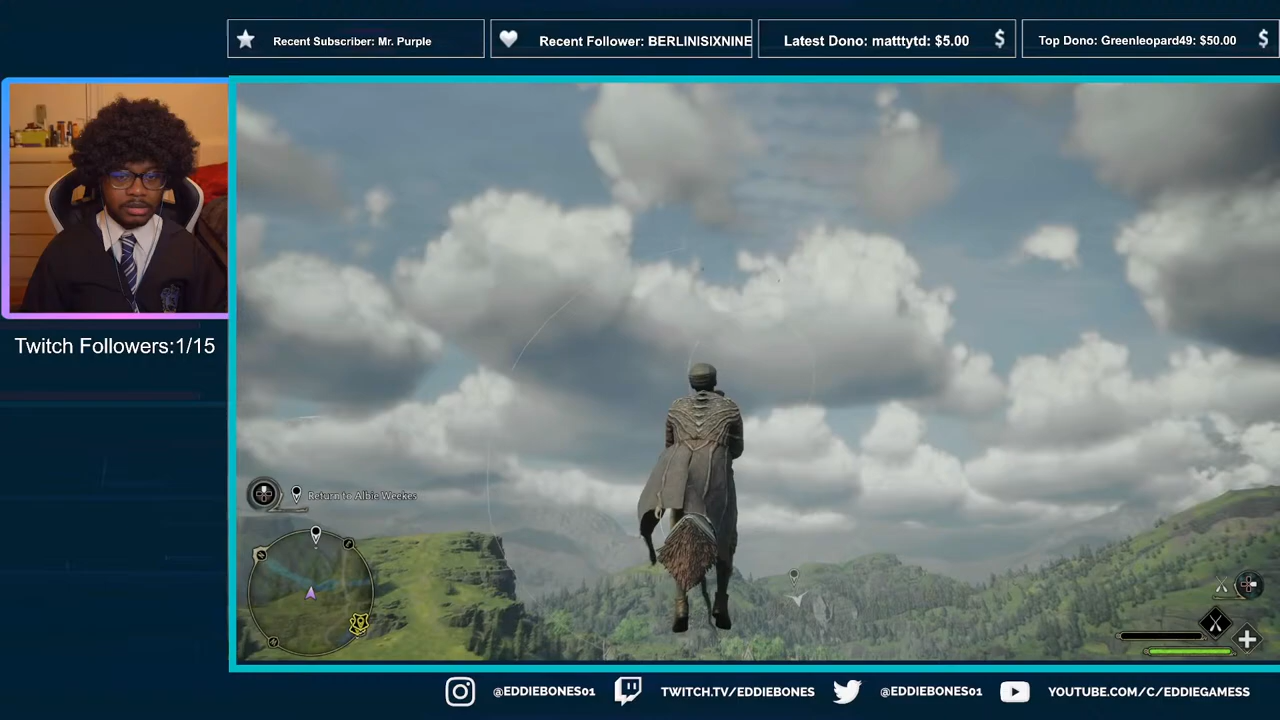 Recent Subscriber: Mr. Purple
Recent Follower: BERLINISIXNINE
Latest Dono: matttytd: $5.00 $
Top Dono: Greenleopard49: $50.00 $
Twitch Followers:1/15
Return to Albie Weekes
@EDDIEBONES01
TWITCH.TV/EDDIEBONES
@EDDIEBONES01
YOUTUBE.COM/C/EDDIEGAMESS